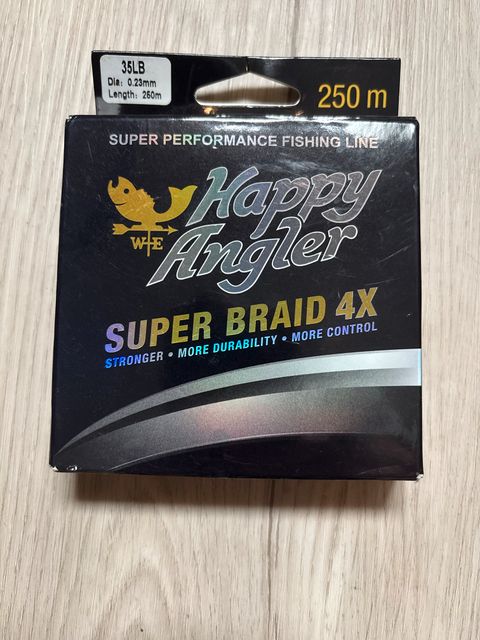 35LB
Dia: 0.23mm
Length: 250m
250 m
SUPER PERFORMANCE FISHING LINE
Happy
Angler
W E
SUPER BRAID 4X
STRONGER • MORE DURABILITY • MORE CONTROL